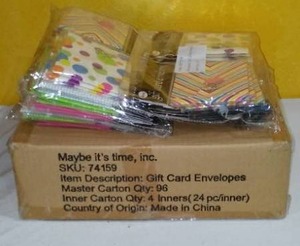 Maybe it's time, inc.
SKU: 74159
Item Description: Gift Card Envelopes
Master Carton Qty: 96
Inner Carton Qty: 4 Inners( 24 pc/inner)
Country of Origin: Made in China